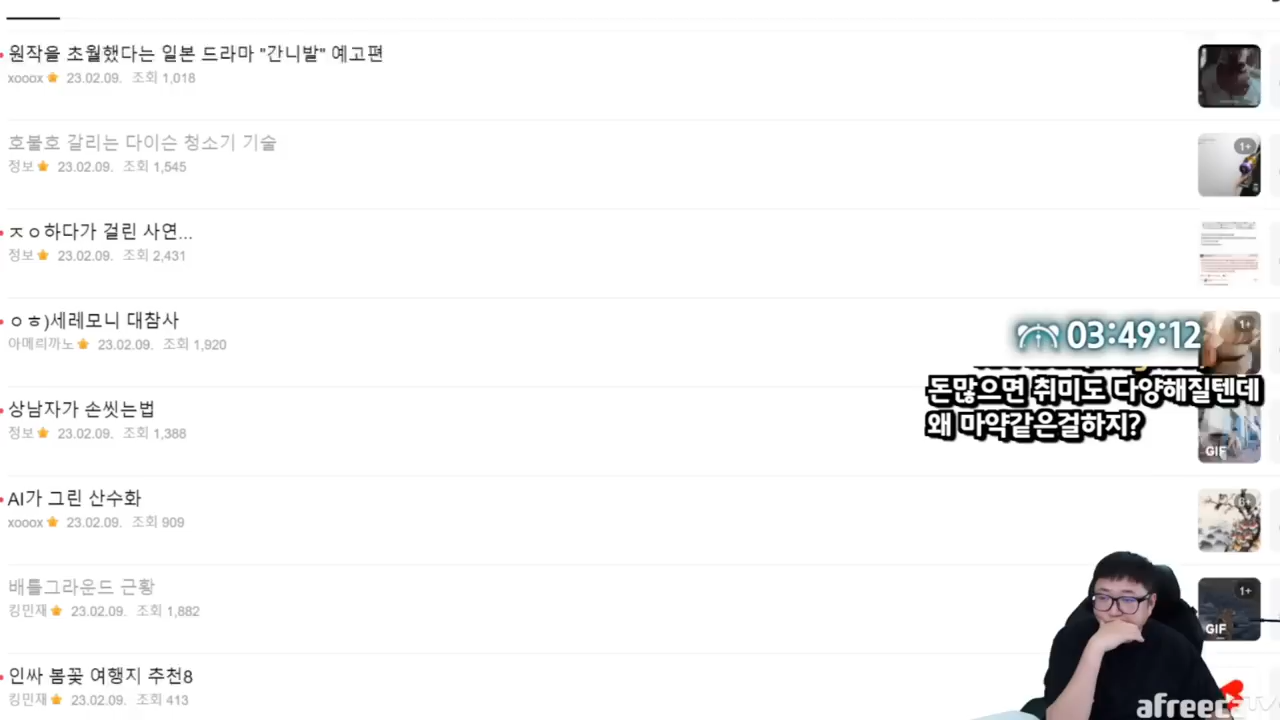 원작을 초월했다는 일본 드라마 "간니발" 예고편
xooox 23.02.09. 조회 1,018
호불호 갈리는 다이슨 청소기 기술
정보 23.02.09. 조회 1,545
1+
ㅈㅇ하다가 걸린 사연...
정보 23.02.09. 조회 2,431
ㅇㅎ)세레모니 대참사
아메리까노 23.02.09. 조회 1,920
1+
03:49:12
돈많으면 취미도 다양해질텐데
왜 마약같은걸하지?
상남자가 손씻는법
정보 23.02.09. 조회 1,388
GIF
AI가 그린 산수화
xooox 23.02.09. 조회 909
6+
배틀그라운드 근황
킹민재 23.02.09. 조회 1,882
1+
GIF
인싸 봄꽃 여행지 추천8
킹민재 23.02.09. 조회 413
afreecaTV